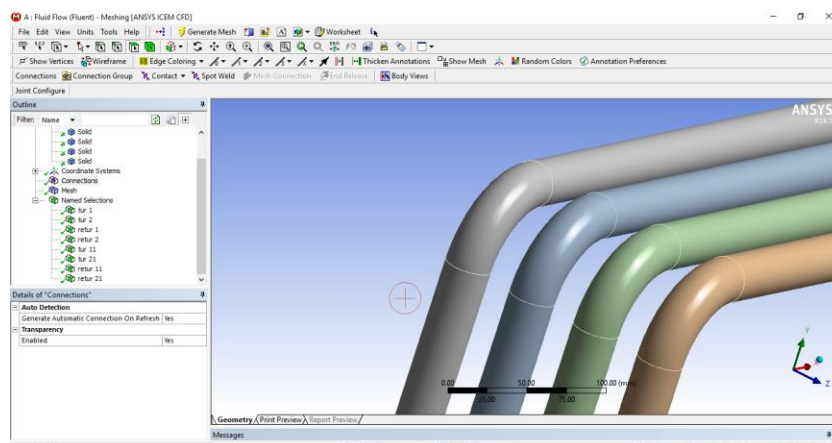 A : Fluid Flow (Fluent) - Meshing [ANSYS ICEM CFD]
File Edit View Units Tools Help Generate Mesh Worksheet
Show Vertices Wireframe Edge Coloring Thicken Annotations Show Mesh Random Colors Annotation Preferences
Connections Connection Group Contact Spot Weld Mesh Connection End Release Body Views
Joint Configure
Outline
Filter: Name
Solid
Solid
Solid
Solid
Coordinate Systems
Connections
Mesh
Named Selections
tur 1
tur 2
retur 1
retur 2
tur 11
tur 21
retur 11
retur 21
Details of "Connections"
Auto Detection
Generate Automatic Connection On Refresh Yes
Transparency
Enabled Yes
ANSYS
R14.5
0.00 50.00 100.00 (mm)
25.00 75.00
Y
Z
Geometry Print Preview Report Preview
Messages